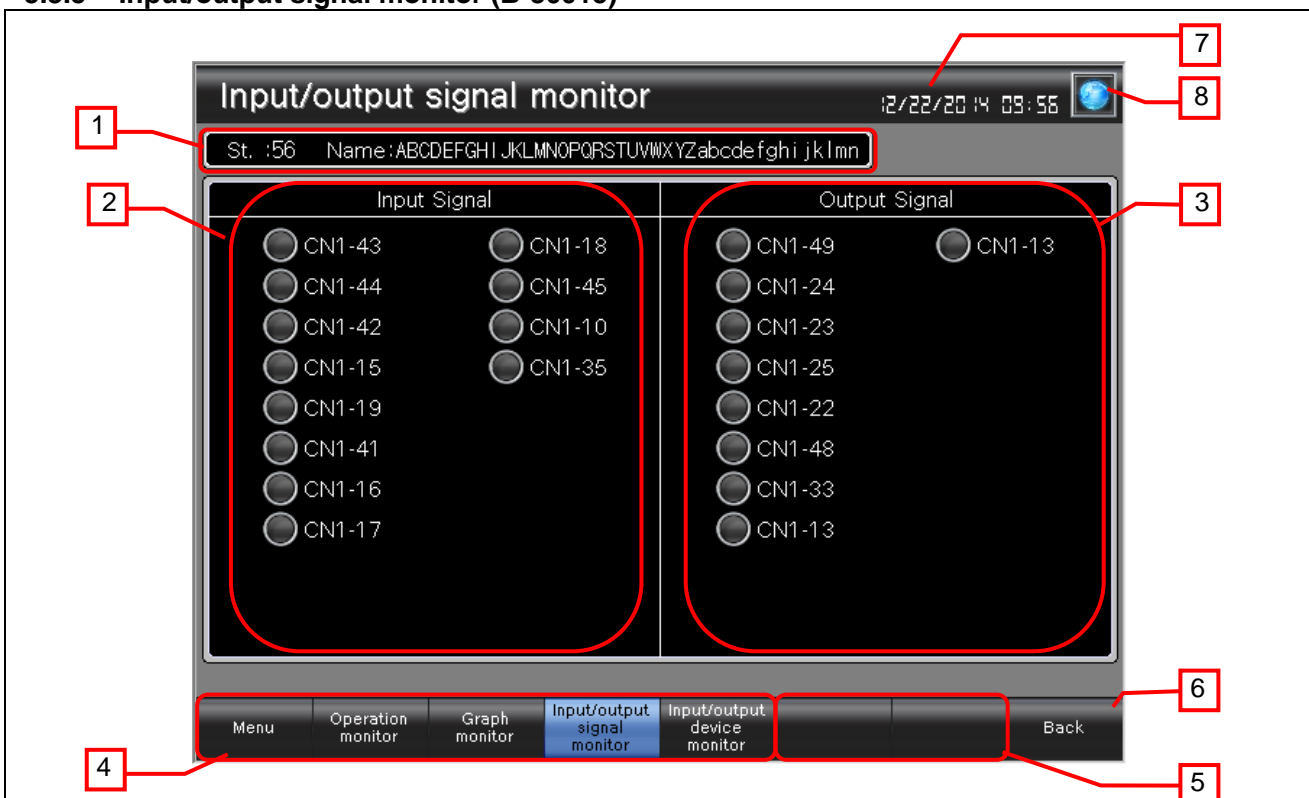 Input/output signal monitor
12/22/2014 09:56
7
8
1
St. :56 Name:ABCDEFGHIJKLMNOPQRSTUVWXYZabcdefghijklmn
2
3
Input Signal
Output Signal
CN1-43 CN1-18
CN1-44 CN1-45
CN1-42 CN1-10
CN1-15 CN1-35
CN1-19
CN1-41
CN1-16
CN1-17
CN1-49 CN1-13
CN1-24
CN1-23
CN1-25
CN1-22
CN1-48
CN1-33
CN1-13
6
Menu
Operation
monitor
Graph
monitor
Input/output
signal
monitor
Input/output
device
monitor
Back
4
5